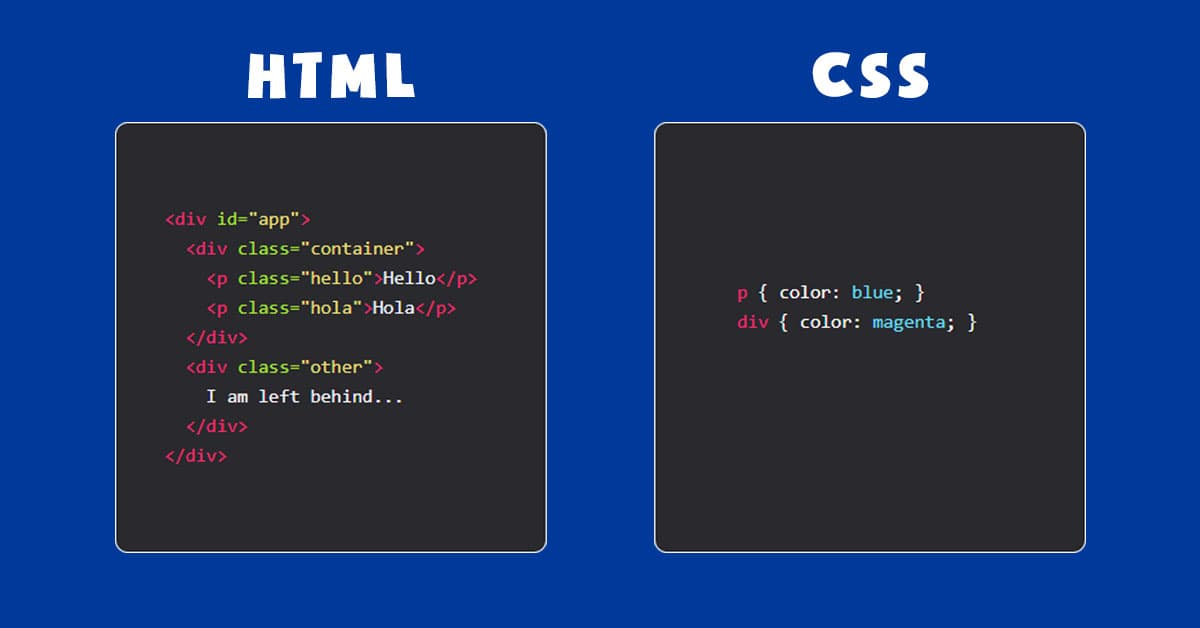 HTML
<div id="app">
  <div class="container">
    <p class="hello">Hello</p>
    <p class="hola">Hola</p>
  </div>
  <div class="other">
    I am left behind...
  </div>
</div>
CSS
p { color: blue; }
div { color: magenta; }